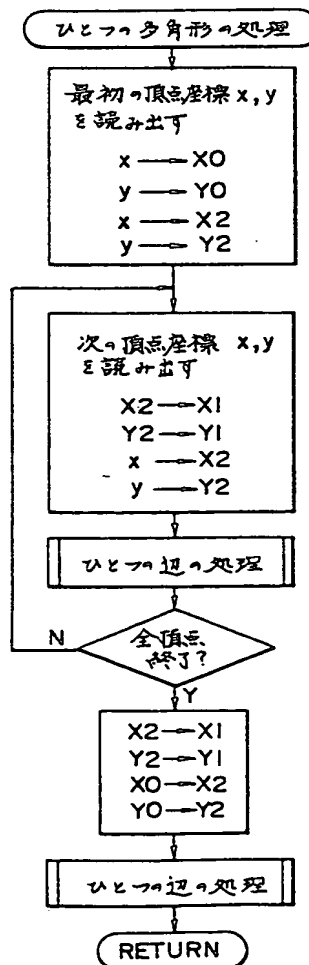 ひとつの多角形の処理
最初の頂点座標 x, y
を読み出す
x → X0
y → Y0
x → X2
y → Y2
次の頂点座標 x, y
を読み出す
X2 → X1
Y2 → Y1
x → X2
y → Y2
ひとつの辺の処理
N
全頂点
終了?
Y
X2 → X1
Y2 → Y1
X0 → X2
Y0 → Y2
ひとつの辺の処理
RETURN